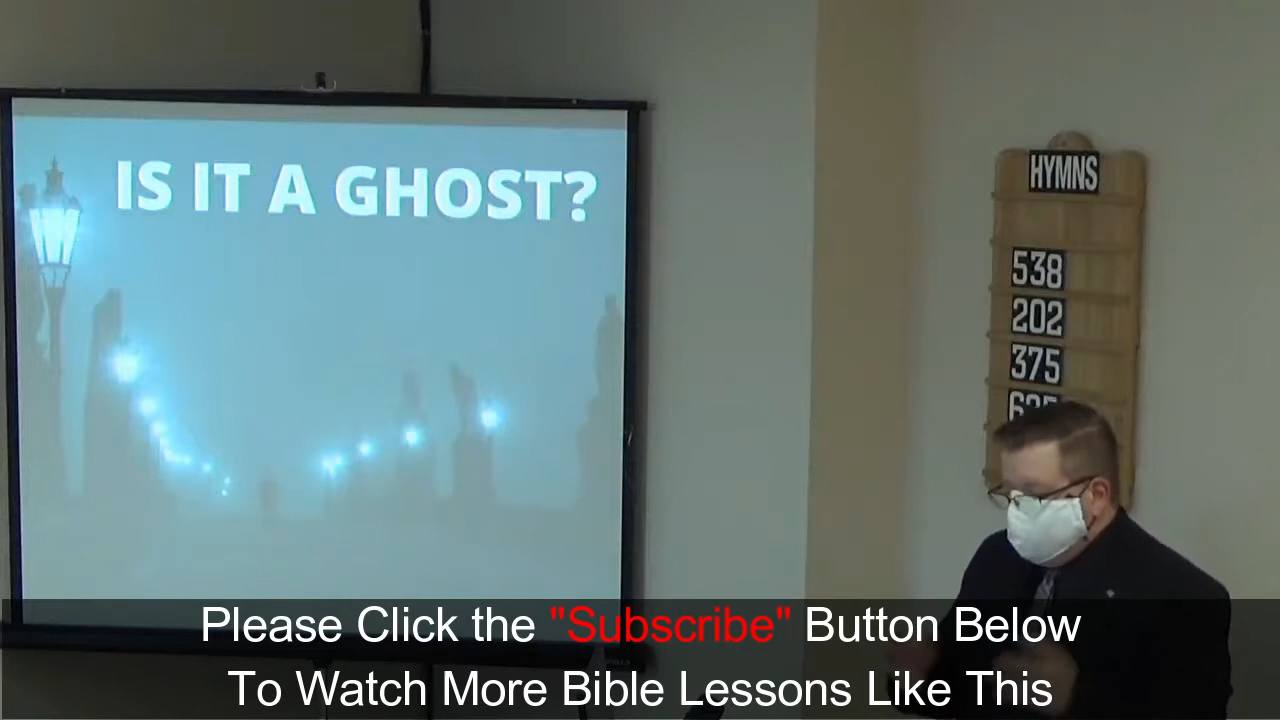 IS IT A GHOST?
HYMNS
538
202
375
Please Click the "Subscribe" Button Below
To Watch More Bible Lessons Like This